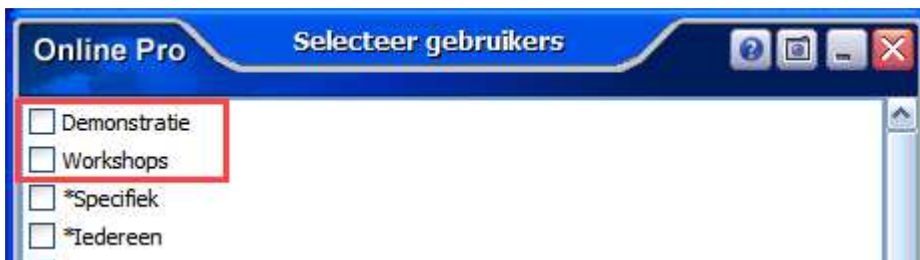 Online Pro
Selecteer gebruikers
Demonstratie
Workshops
*Specifiek
*Iedereen